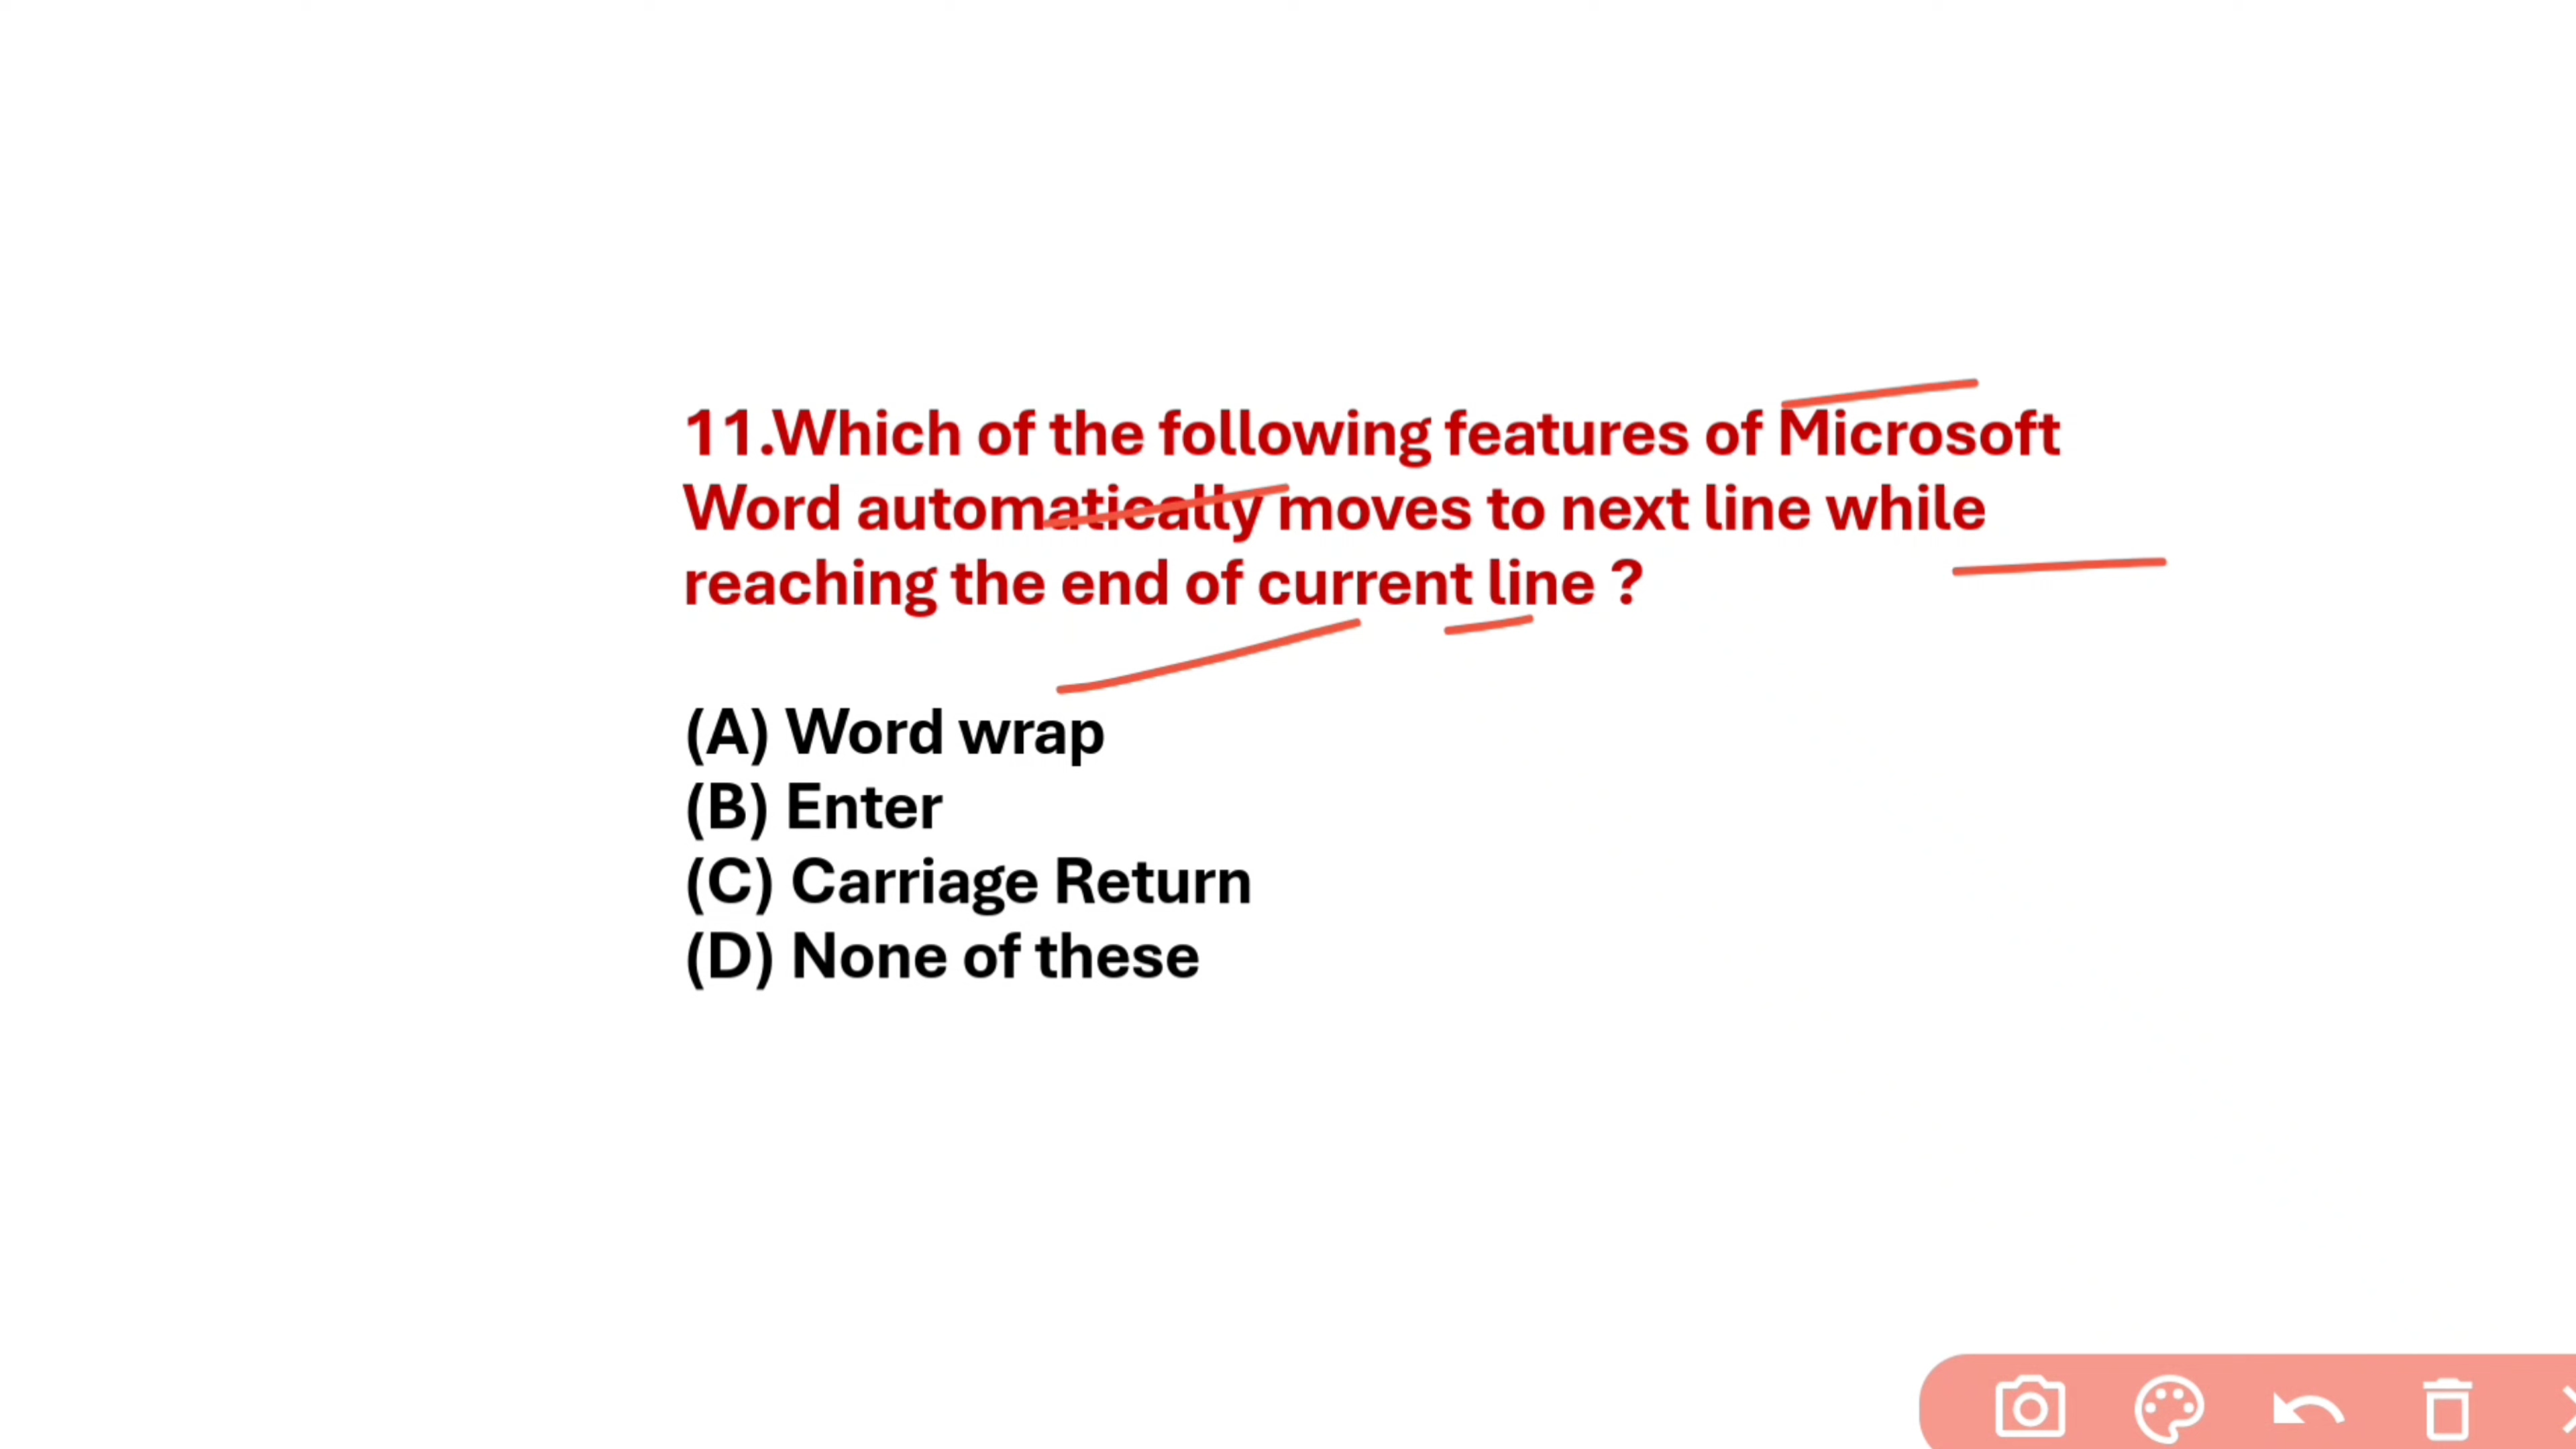 11.Which of the following features of Microsoft
Word automatically moves to next line while
reaching the end of current line ?
(A) Word wrap
(B) Enter
(C) Carriage Return
(D) None of these